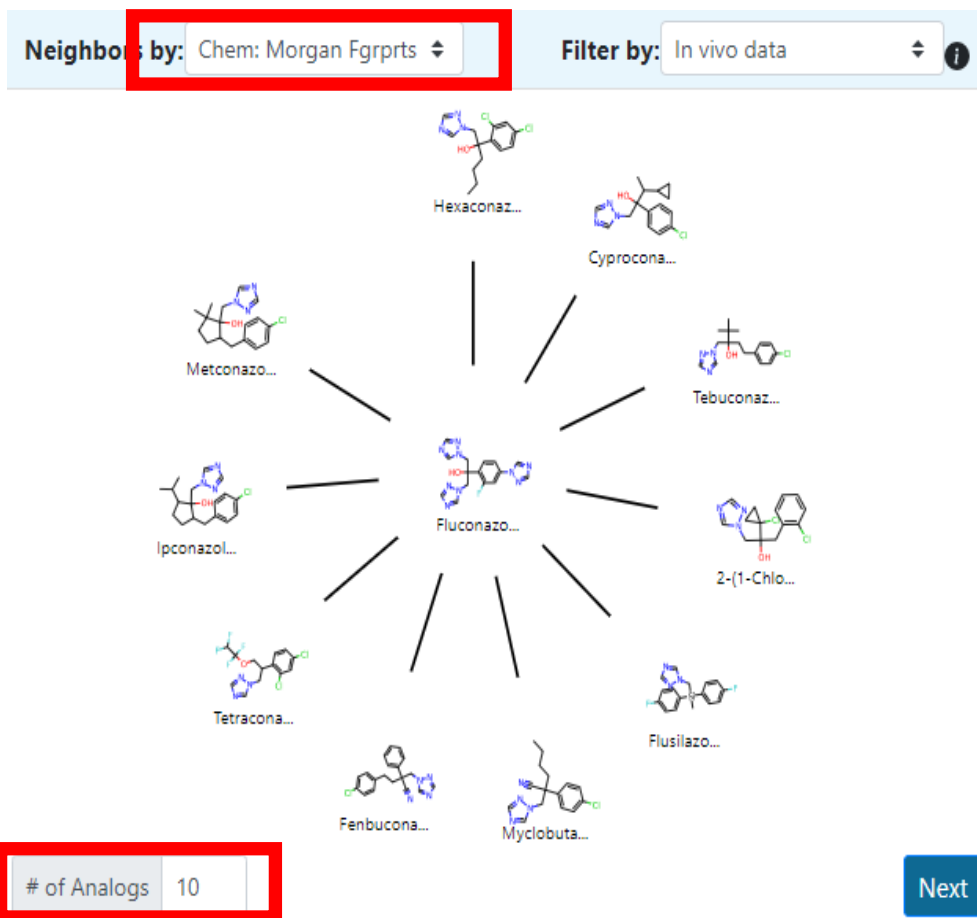 Neighbors by: Chem: Morgan Fgrprts Filter by: In vivo data i
Hexaconaz...
Cyprocona...
Metconazo...
Tebuconaz...
Fluconazo...
Ipconazol...
2-(1-Chlo...
Tetracona...
Flusilazo...
Fenbucona...
Myclobuta...
# of Analogs 10
Next